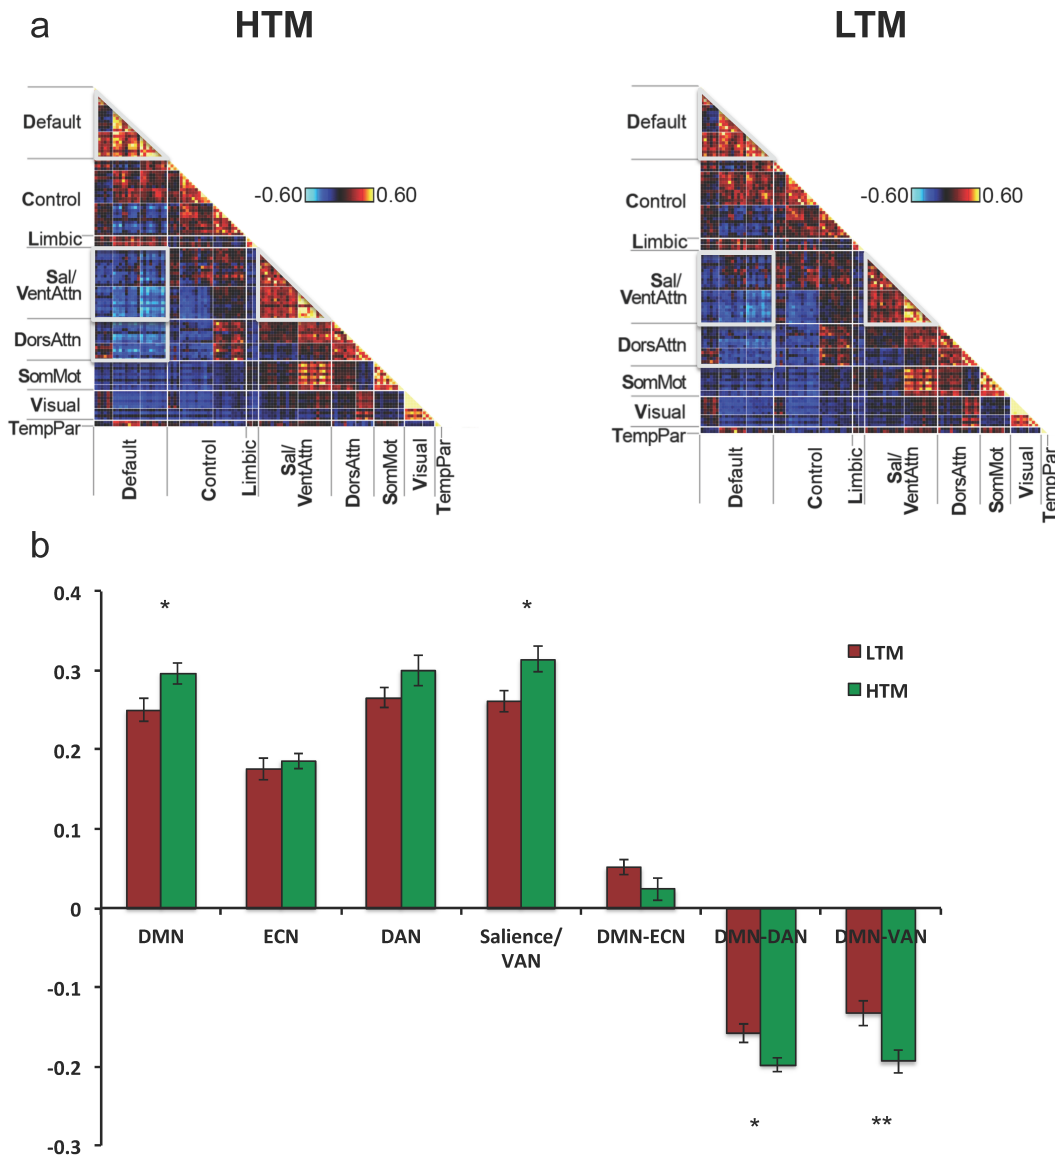 a
HTM
LTM
Default
Control
Limbic
Sal/
VentAttn
DorsAttn
SomMot
Visual
TempPar
-0.60
0.60
Default
Control
Limbic
Sal/
VentAttn
DorsAttn
SomMot
Visual
TempPar
Default
Control
Limbic
Sal/
VentAttn
DorsAttn
SomMot
Visual
TempPar
-0.60
0.60
Default
Control
Limbic
Sal/
VentAttn
DorsAttn
SomMot
Visual
TempPar
b
0.4
0.3
0.2
0.1
0
-0.1
-0.2
-0.3
*
*
LTM
HTM
DMN
ECN
DAN
Salience/
VAN
DMN-ECN
DMN-DAN
DMN-VAN
*
**